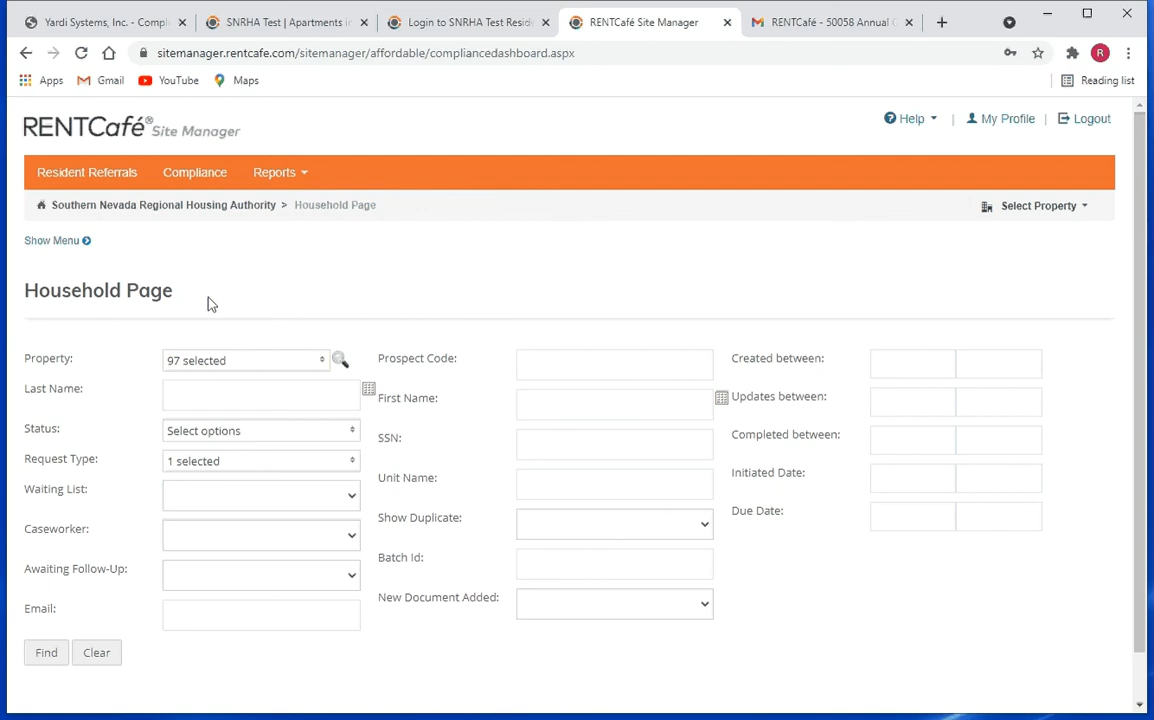 Yardi Systems, Inc. - Compl
SNRHA Test | Apartments i
Login to SNRHA Test Resid
RENTCafé Site Manager
RENTCafé - 50058 Annual
sitemanager.rentcafe.com/sitemanager/affordable/compliancedashboard.aspx
R
Apps
Gmail
YouTube
Maps
Reading list
RENTCafé® Site Manager
Help
My Profile
Logout
Resident Referrals
Compliance
Reports
Southern Nevada Regional Housing Authority > Household Page
Select Property
Show Menu
Household Page
Property:
97 selected
Last Name:
Status:
Select options
Request Type:
1 selected
Waiting List:
Caseworker:
Awaiting Follow-Up:
Email:
Prospect Code:
First Name:
SSN:
Unit Name:
Show Duplicate:
Batch Id:
New Document Added:
Created between:
Updates between:
Completed between:
Initiated Date:
Due Date:
Find
Clear